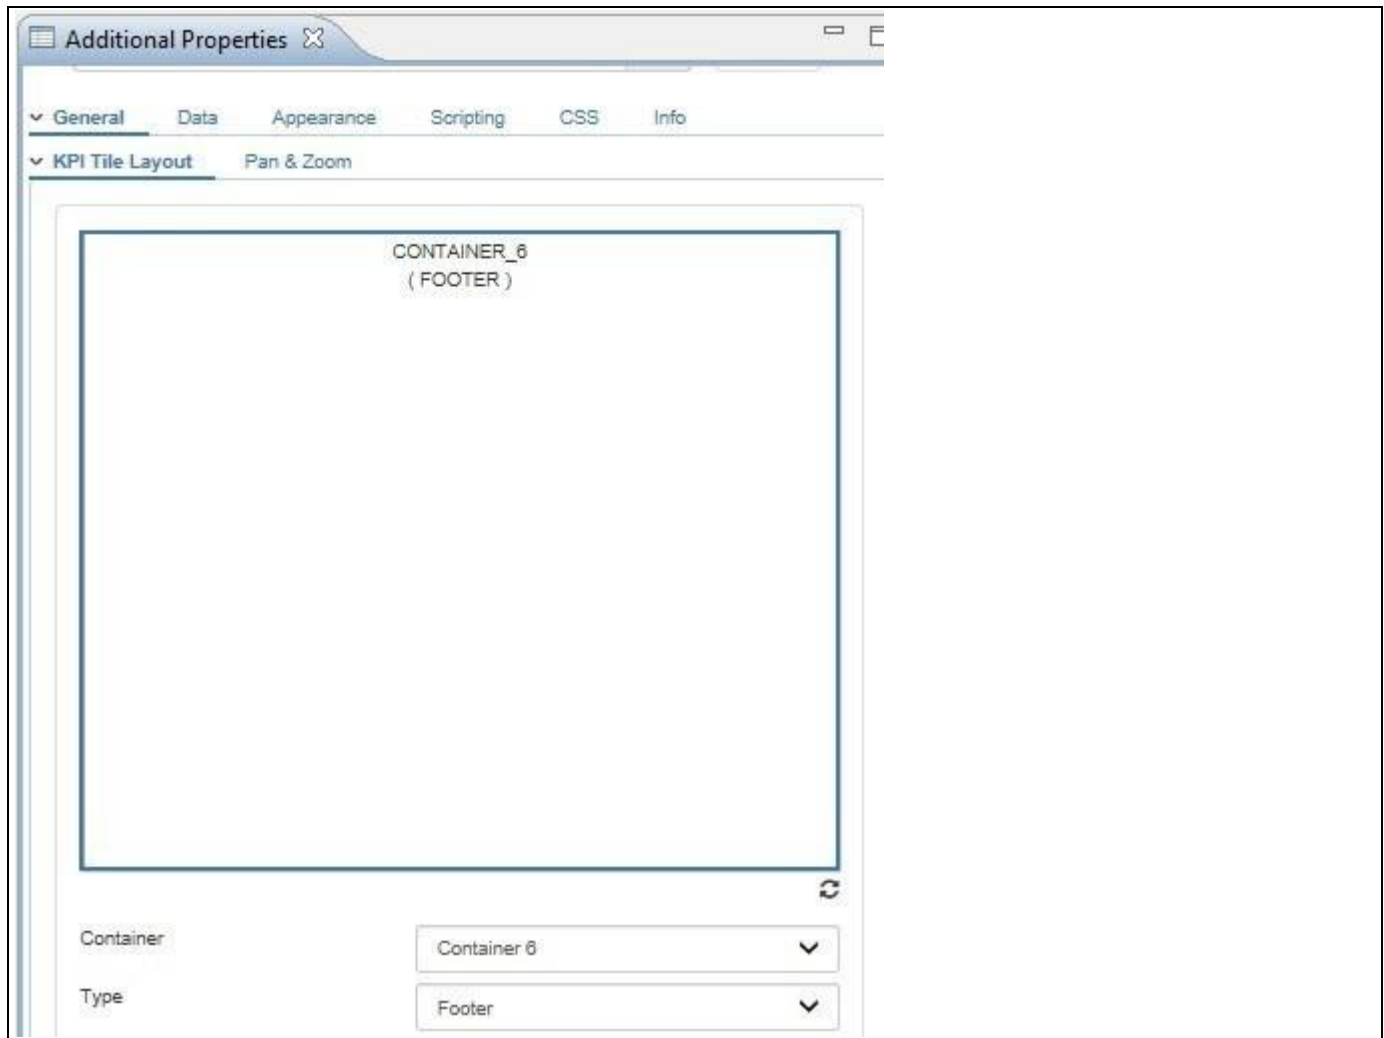 Additional Properties
General Data Appearance Scripting CSS Info
KPI Tile Layout Pan & Zoom
CONTAINER_6
( FOOTER )
Container Container 6
Type Footer